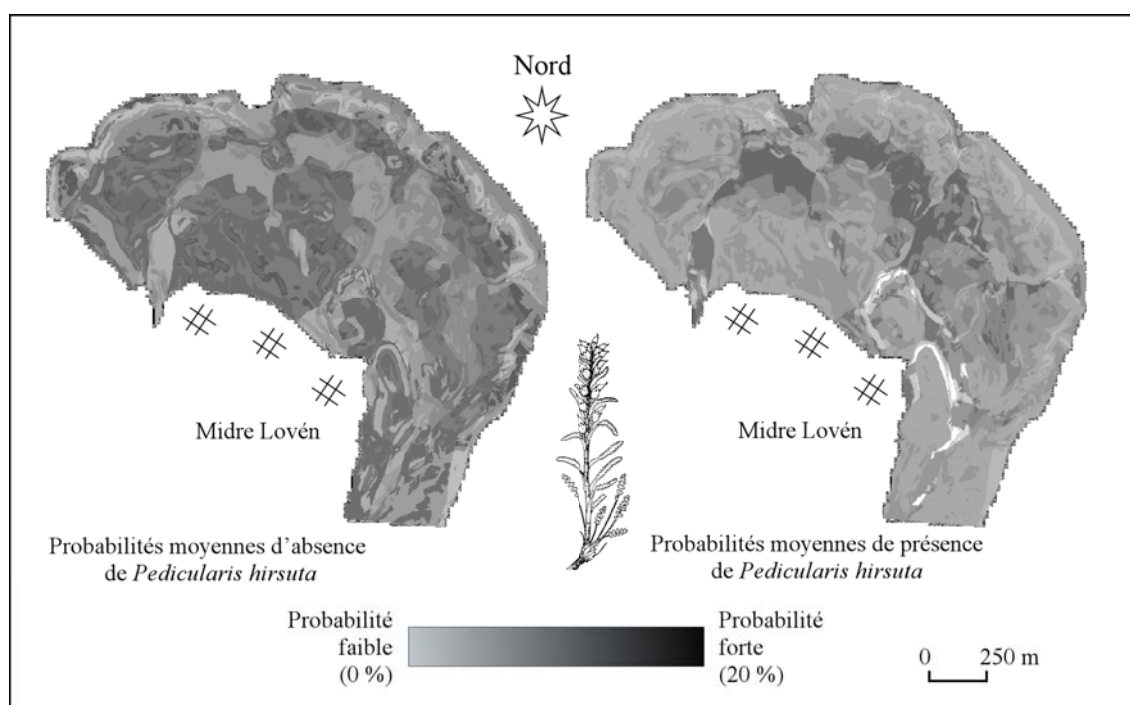 Nord
Midre Lovén
Midre Lovén
Probabilités moyennes d’absence
de Pedicularis hirsuta
Probabilités moyennes de présence
de Pedicularis hirsuta
Probabilité
faible
(0 %)
Probabilité
forte
(20 %)
0 250 m